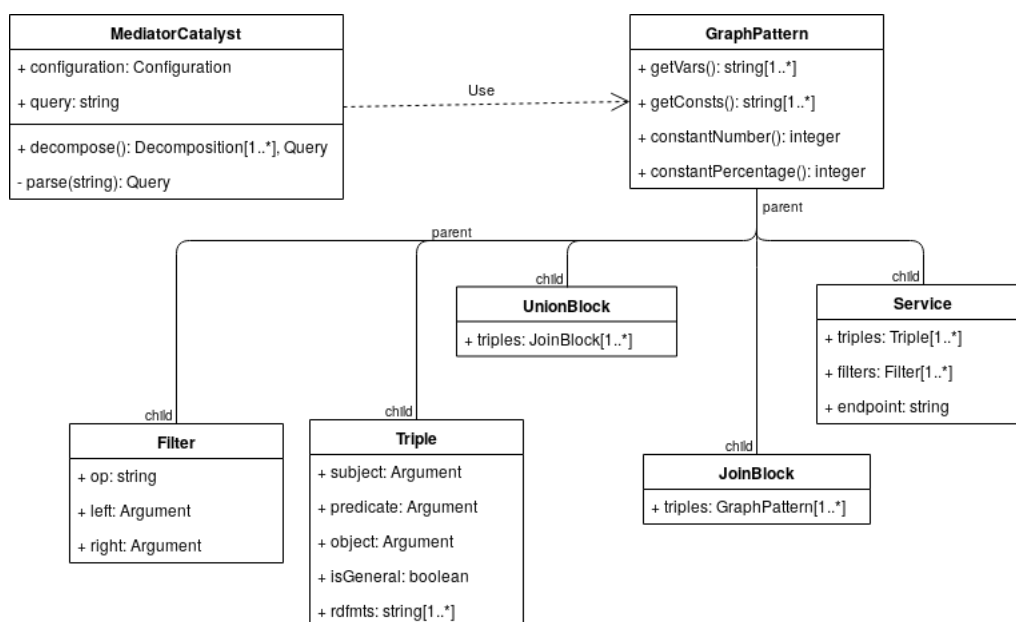 MediatorCatalyst
+ configuration: Configuration
+ query: string
+ decompose(): Decomposition[1..*], Query
- parse(string): Query
Use
GraphPattern
+ getVars(): string[1..*]
+ getConsts(): string[1..*]
+ constantNumber(): integer
+ constantPercentage(): integer
parent
parent
child
UnionBlock
+ triples: JoinBlock[1..*]
child
Service
+ triples: Triple[1..*]
+ filters: Filter[1..*]
+ endpoint: string
child
Filter
+ op: string
+ left: Argument
+ right: Argument
child
Triple
+ subject: Argument
+ predicate: Argument
+ object: Argument
+ isGeneral: boolean
+ rdfmts: string[1..*]
child
JoinBlock
+ triples: GraphPattern[1..*]